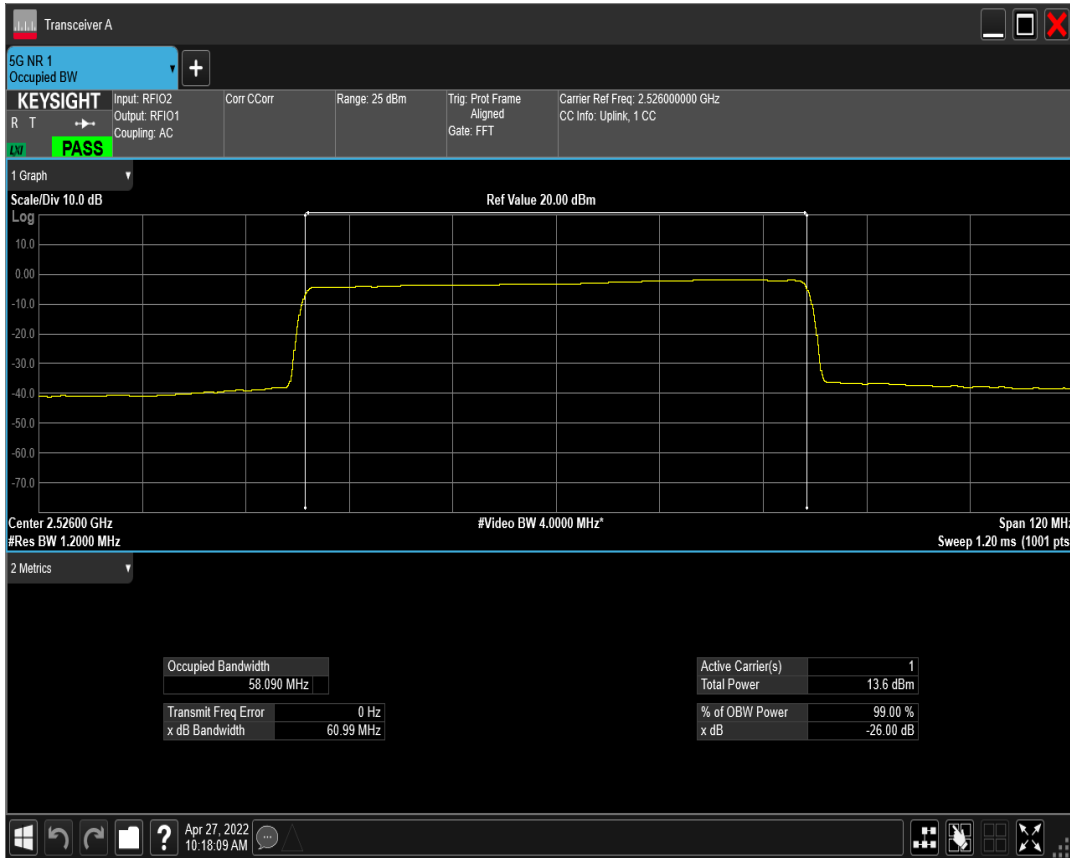 Transceiver A
5G NR 1
Occupied BW
KEYSIGHT
R T
LXI
PASS
Input: RFIO2
Output: RFIO1
Coupling: AC
Corr CCorr
Range: 25 dBm
Trig: Prot Frame
Aligned
Gate: FFT
Carrier Ref Freq: 2.526000000 GHz
CC Info: Uplink, 1 CC
1 Graph
Scale/Div 10.0 dB
Ref Value 20.00 dBm
Log
10.0
0.00
-10.0
-20.0
-30.0
-40.0
-50.0
-60.0
-70.0
Center 2.52600 GHz
#Video BW 4.0000 MHz*
Span 120 MHz
#Res BW 1.2000 MHz
Sweep 1.20 ms (1001 pts
2 Metrics
Occupied Bandwidth
58.090 MHz
Transmit Freq Error 0 Hz
x dB Bandwidth 60.99 MHz
Active Carrier(s) 1
Total Power 13.6 dBm
% of OBW Power 99.00 %
x dB -26.00 dB
?
Apr 27, 2022
10:18:09 AM